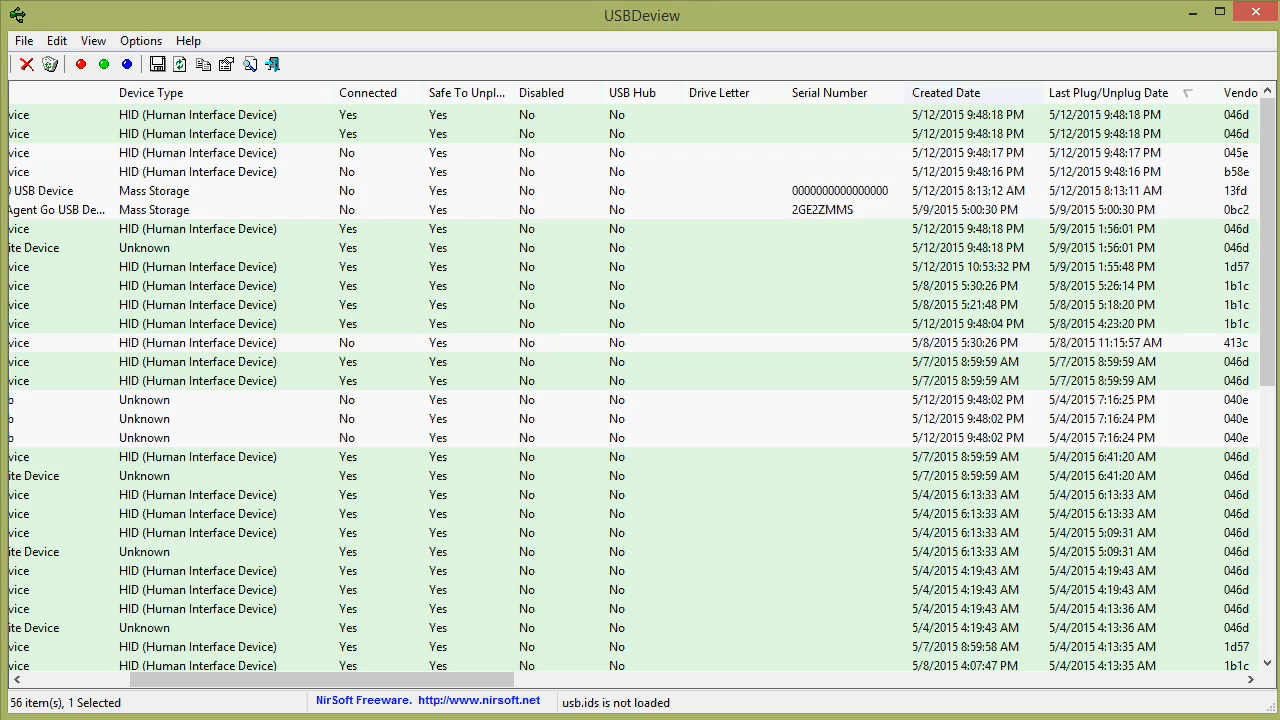 USBDeview
File Edit View Options Help
Device Type Connected Safe To Unpl... Disabled USB Hub Drive Letter Serial Number Created Date Last Plug/Unplug Date Vendo
vice HID (Human Interface Device) Yes Yes No No 5/12/2015 9:48:18 PM 5/12/2015 9:48:18 PM 046d
vice HID (Human Interface Device) Yes Yes No No 5/12/2015 9:48:18 PM 5/12/2015 9:48:18 PM 046d
vice HID (Human Interface Device) No Yes No No 5/12/2015 9:48:17 PM 5/12/2015 9:48:17 PM 045e
vice HID (Human Interface Device) No Yes No No 5/12/2015 9:48:16 PM 5/12/2015 9:48:16 PM b58e
USB Device Mass Storage No Yes No No 0000000000000000 5/12/2015 8:13:12 AM 5/12/2015 8:13:11 AM 13fd
Agent Go USB De... Mass Storage No Yes No No 2GE2ZMMS 5/9/2015 5:00:30 PM 5/9/2015 5:00:30 PM 0bc2
vice HID (Human Interface Device) Yes Yes No No 5/12/2015 9:48:18 PM 5/9/2015 1:56:01 PM 046d
ite Device Unknown Yes Yes No No 5/12/2015 9:48:18 PM 5/9/2015 1:56:01 PM 046d
vice HID (Human Interface Device) Yes Yes No No 5/12/2015 10:53:32 PM 5/9/2015 1:55:48 PM 1d57
vice HID (Human Interface Device) Yes Yes No No 5/8/2015 5:30:26 PM 5/8/2015 5:26:14 PM 1b1c
vice HID (Human Interface Device) Yes Yes No No 5/8/2015 5:21:48 PM 5/8/2015 5:18:20 PM 1b1c
vice HID (Human Interface Device) Yes Yes No No 5/12/2015 9:48:04 PM 5/8/2015 4:23:20 PM 1b1c
vice HID (Human Interface Device) No Yes No No 5/8/2015 5:30:26 PM 5/8/2015 11:15:57 AM 413c
vice HID (Human Interface Device) Yes Yes No No 5/7/2015 8:59:59 AM 5/7/2015 8:59:59 AM 046d
vice HID (Human Interface Device) Yes Yes No No 5/7/2015 8:59:59 AM 5/7/2015 8:59:59 AM 046d
Unknown No Yes No No 5/12/2015 9:48:02 PM 5/4/2015 7:16:25 PM 040e
Unknown No Yes No No 5/12/2015 9:48:02 PM 5/4/2015 7:16:24 PM 040e
Unknown No Yes No No 5/12/2015 9:48:02 PM 5/4/2015 7:16:24 PM 040e
vice HID (Human Interface Device) Yes Yes No No 5/7/2015 8:59:59 AM 5/4/2015 6:41:20 AM 046d
ite Device Unknown Yes Yes No No 5/7/2015 8:59:59 AM 5/4/2015 6:41:20 AM 046d
vice HID (Human Interface Device) Yes Yes No No 5/4/2015 6:13:33 AM 5/4/2015 6:13:33 AM 046d
vice HID (Human Interface Device) Yes Yes No No 5/4/2015 6:13:33 AM 5/4/2015 6:13:33 AM 046d
vice HID (Human Interface Device) Yes Yes No No 5/4/2015 6:13:33 AM 5/4/2015 5:09:31 AM 046d
ite Device Unknown Yes Yes No No 5/4/2015 6:13:33 AM 5/4/2015 5:09:31 AM 046d
vice HID (Human Interface Device) Yes Yes No No 5/4/2015 4:19:43 AM 5/4/2015 4:19:43 AM 046d
vice HID (Human Interface Device) Yes Yes No No 5/4/2015 4:19:43 AM 5/4/2015 4:19:43 AM 046d
vice HID (Human Interface Device) Yes Yes No No 5/4/2015 4:19:43 AM 5/4/2015 4:13:36 AM 046d
ite Device Unknown Yes Yes No No 5/4/2015 4:19:43 AM 5/4/2015 4:13:36 AM 046d
vice HID (Human Interface Device) Yes Yes No No 5/7/2015 8:59:58 AM 5/4/2015 4:13:35 AM 1d57
vice HID (Human Interface Device) Yes Yes No No 5/8/2015 4:07:47 PM 5/4/2015 4:13:35 AM 1b1c
56 item(s), 1 Selected NirSoft Freeware. http://www.nirsoft.net usb.ids is not loaded